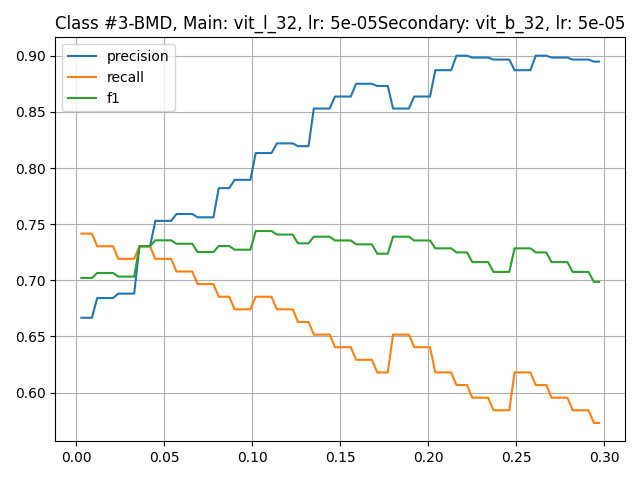 Class #3-BMD, Main: vit_l_32, lr: 5e-05Secondary: vit_b_32, lr: 5e-05
precision
recall
f1
0.90
0.85
0.80
0.75
0.70
0.65
0.60
0.00 0.05 0.10 0.15 0.20 0.25 0.30